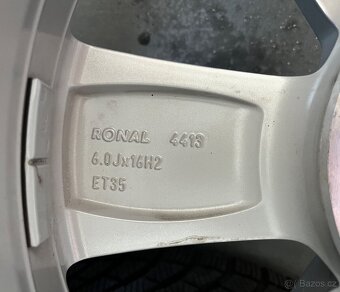 RONAL 4413
6.0Jx16H2
ET35
Bazos.cz